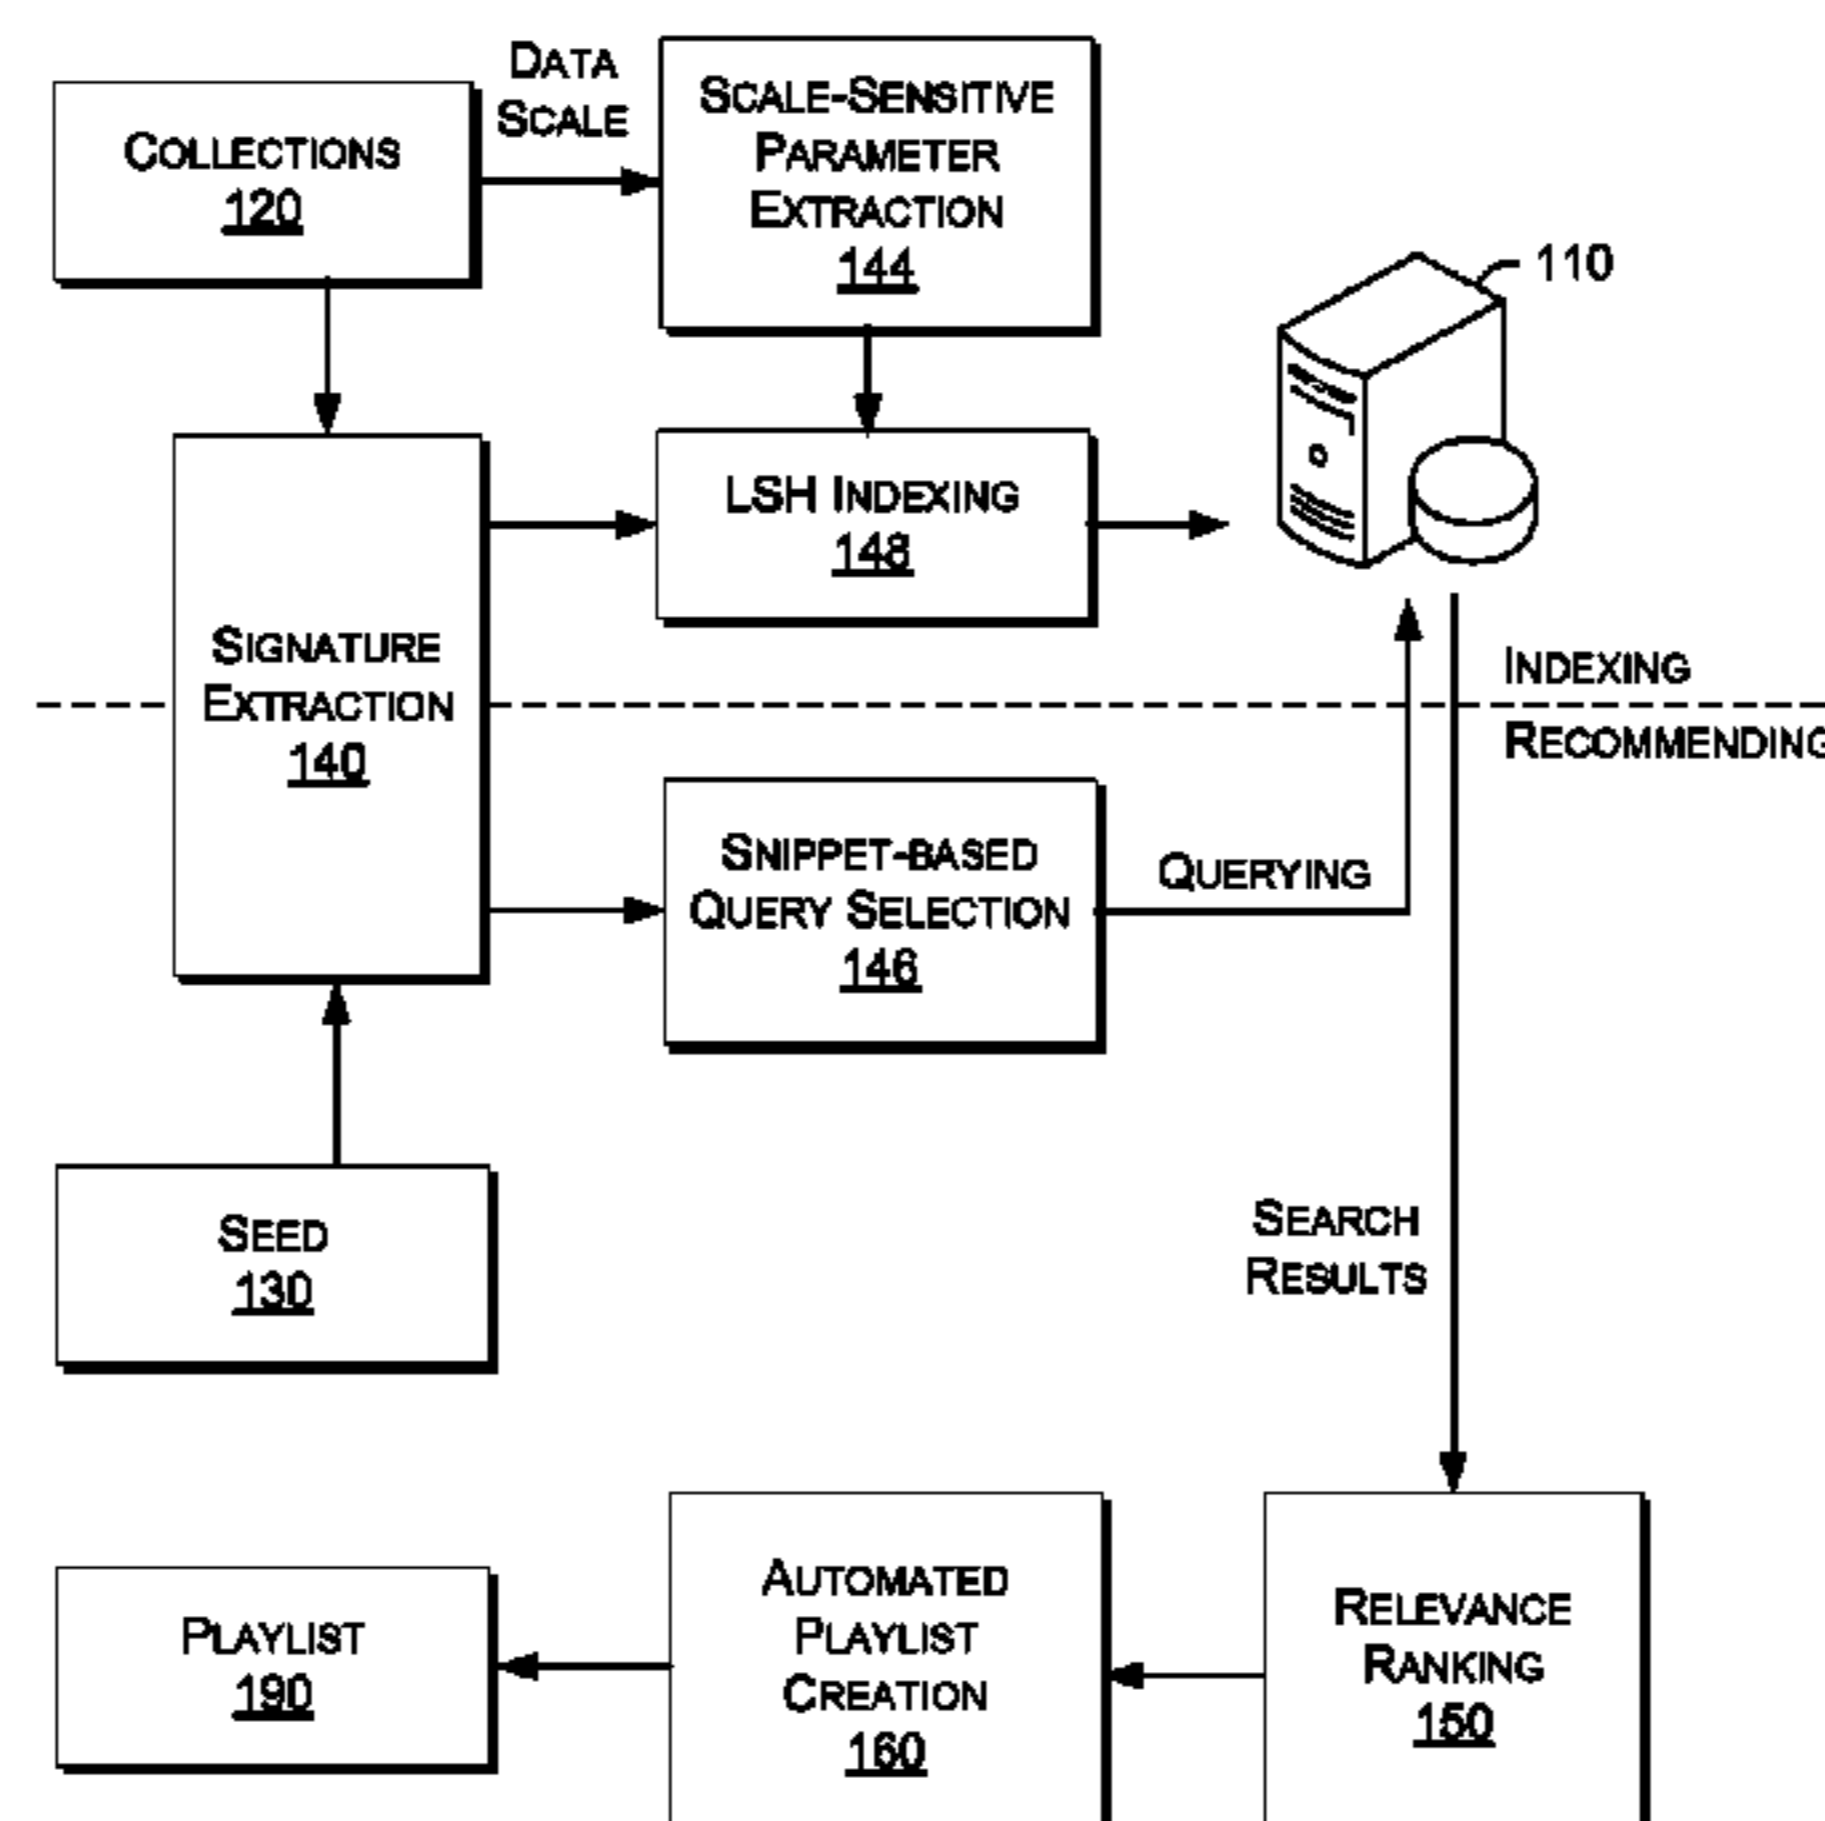 DATA
SCALE
COLLECTIONS
120
SCALE-SENSITIVE
PARAMETER
EXTRACTION
144
110
LSH INDEXING
148
SIGNATURE
EXTRACTION
140
INDEXING
RECOMMENDING
SNIPPET-BASED
QUERY SELECTION
146
QUERYING
SEED
130
SEARCH
RESULTS
PLAYLIST
190
AUTOMATED
PLAYLIST
CREATION
160
RELEVANCE
RANKING
150